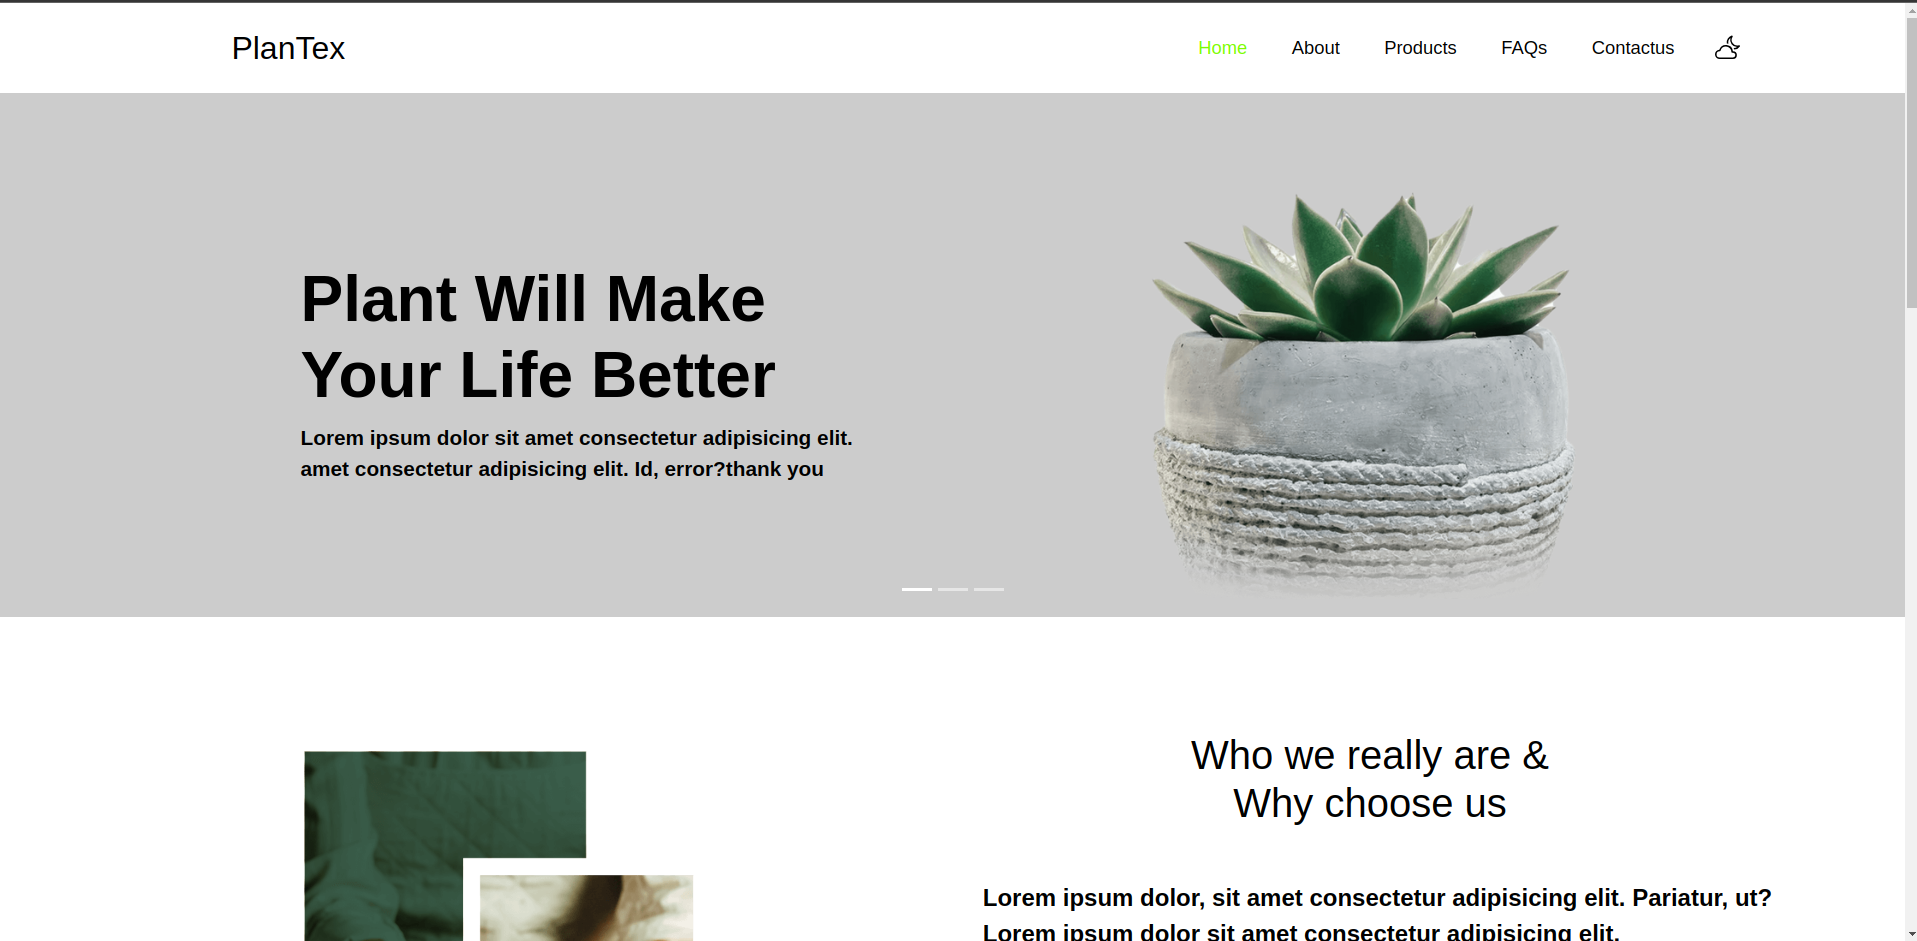 PlanTex
Home About Products FAQs Contactus
Plant Will Make
Your Life Better
Lorem ipsum dolor sit amet consectetur adipisicing elit.
amet consectetur adipisicing elit. Id, error?thank you
Who we really are &
Why choose us
Lorem ipsum dolor, sit amet consectetur adipisicing elit. Pariatur, ut?
Lorem ipsum dolor sit amet consectetur adipisicing elit.